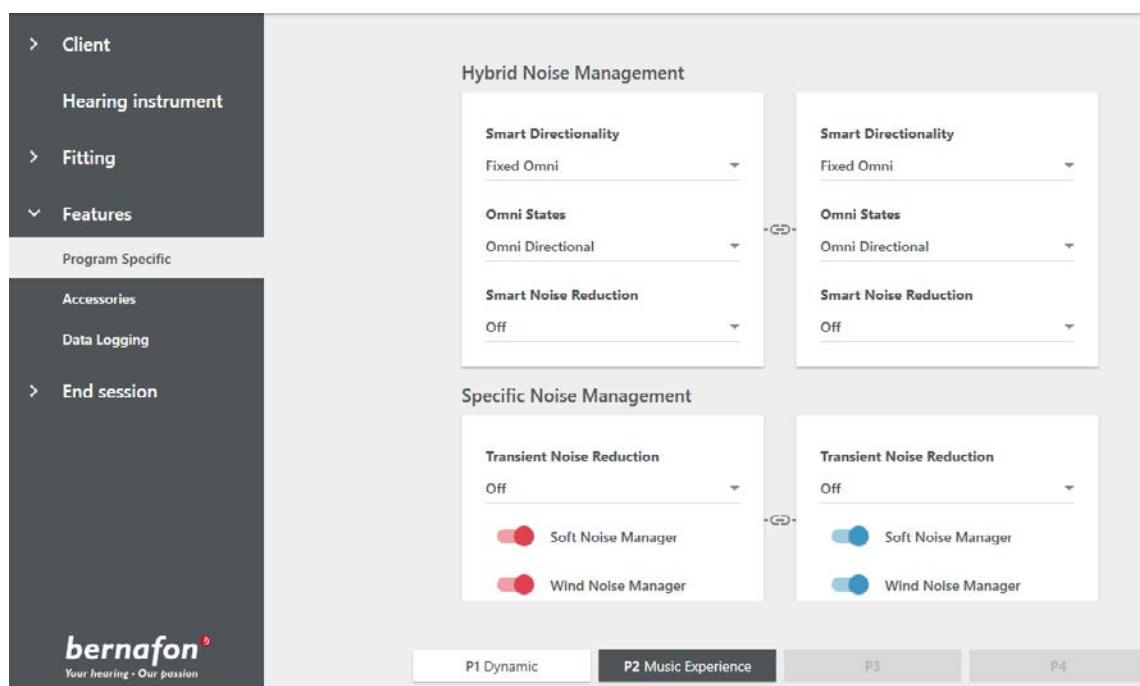 Client
Hearing instrument
Fitting
Features
Program Specific
Accessories
Data Logging
End session
bernafon
Your hearing • Our passion
Hybrid Noise Management
Smart Directionality
Fixed Omni
Omni States
Omni Directional
Smart Noise Reduction
Off
Smart Directionality
Fixed Omni
Omni States
Omni Directional
Smart Noise Reduction
Off
Specific Noise Management
Transient Noise Reduction
Off
Soft Noise Manager
Wind Noise Manager
Transient Noise Reduction
Off
Soft Noise Manager
Wind Noise Manager
P1 Dynamic
P2 Music Experience
P3
P4